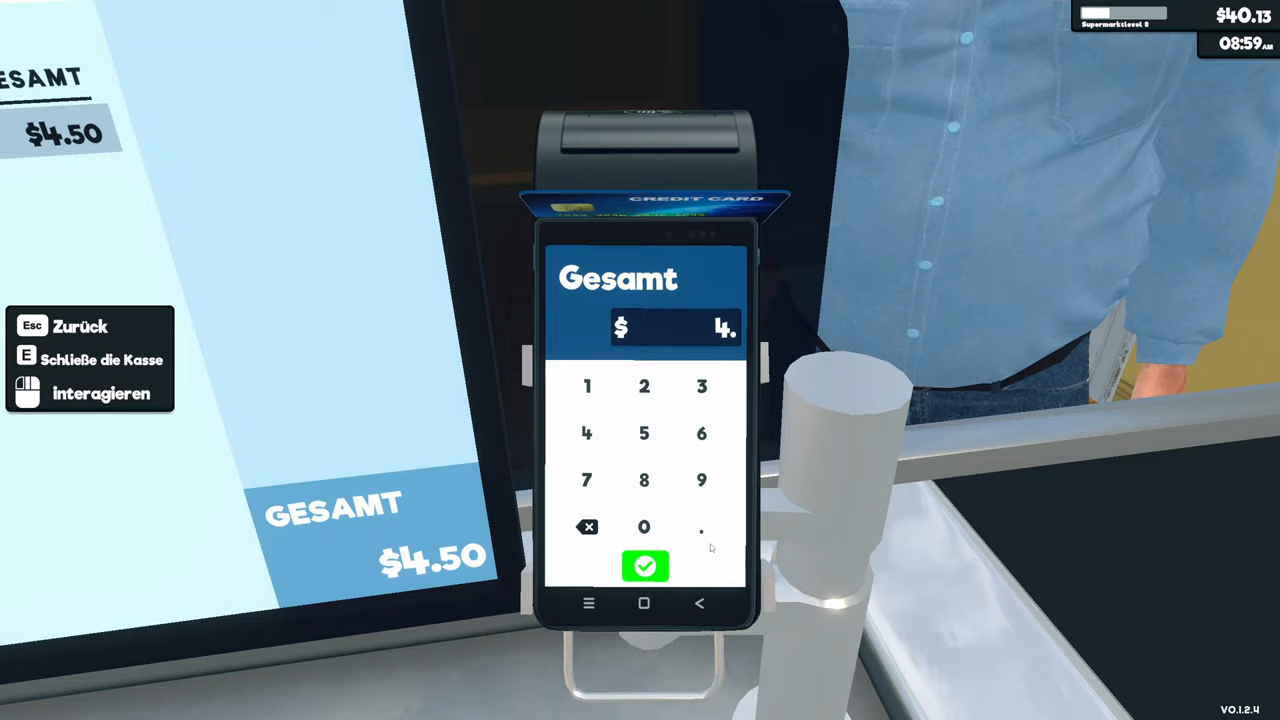 $40.13
Supermarktlevel 8
08:59AM
ESAMT
$4.50
CREDIT CARD
Gesamt
$ 4.
Esc Zurück
E Schließe die Kasse
interagieren
1 2 3
4 5 6
7 8 9
0 .
GESAMT
$4.50
V0.1.2.4